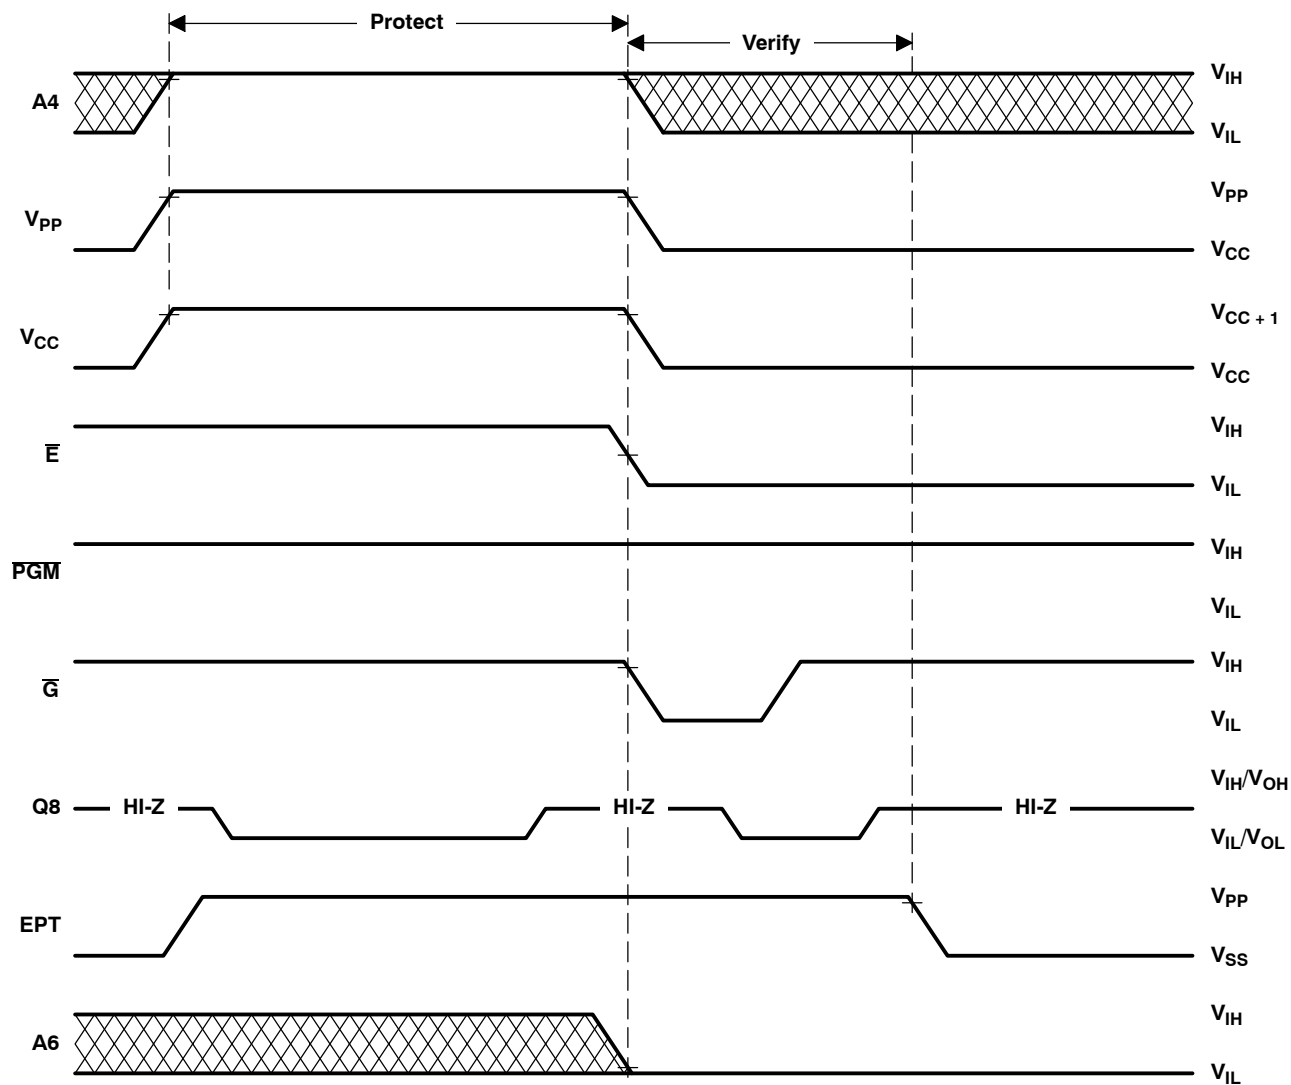 Protect
Verify
A4
V_IH
V_IL
V_PP
V_PP
V_CC
V_CC
V_CC + 1
V_CC
E̅
V_IH
V_IL
P̅G̅M̅
V_IH
V_IL
G̅
V_IH
V_IL
Q8 HI-Z HI-Z HI-Z
V_IH/V_OH
V_IL/V_OL
EPT
V_PP
V_SS
A6
V_IH
V_IL